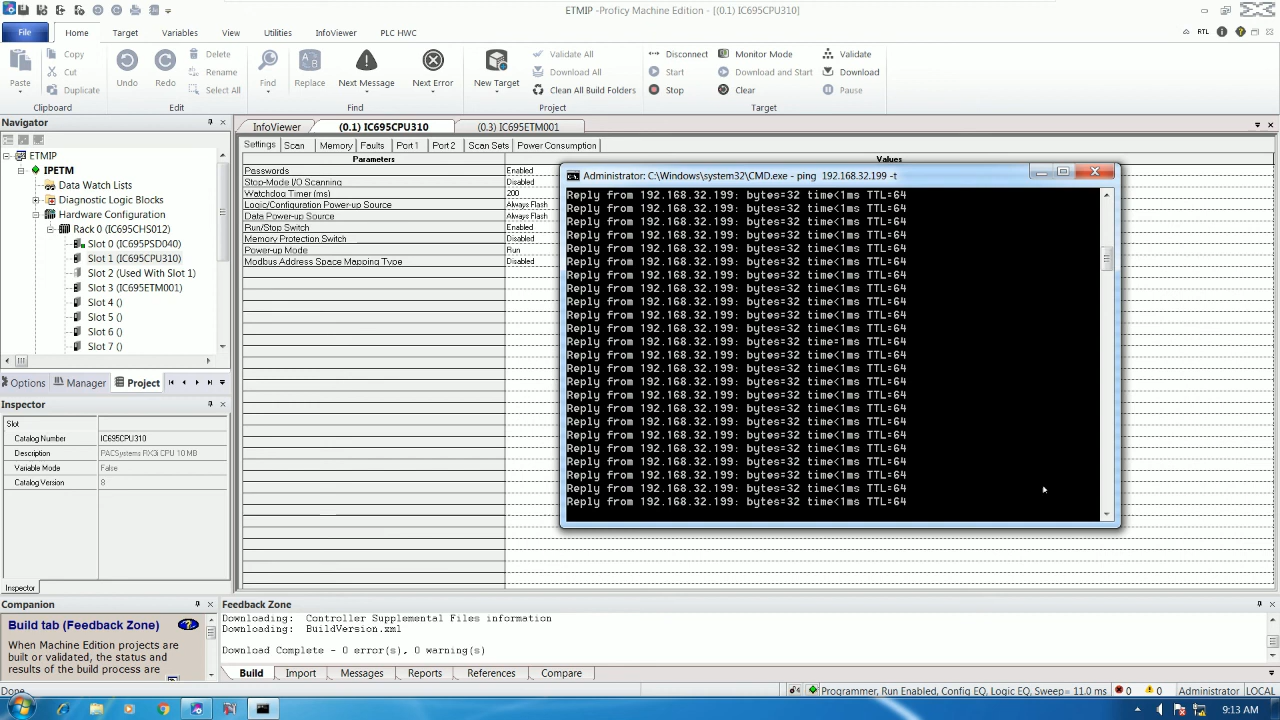 ETMIP -Proficy Machine Edition - [(0.1) IC695CPU310]
File
Home
Target
Variables
View
Utilities
InfoViewer
PLC HWC
RTL
Paste
Copy
Cut
Duplicate
Clipboard
Undo
Redo
Delete
Rename
Select All
Edit
Find
Replace
Next Message
Next Error
Find
New Target
Validate All
Download All
Clean All Build Folders
Project
Disconnect
Start
Stop
Monitor Mode
Download and Start
Clear
Validate
Download
Pause
Target
Navigator
ETMIP
IPETM
Data Watch Lists
Diagnostic Logic Blocks
Hardware Configuration
Rack 0 (IC695CHS012)
Slot 0 (IC695PSD040)
Slot 1 (IC695CPU310)
Slot 2 (Used With Slot 1)
Slot 3 (IC695ETM001)
Slot 4 ()
Slot 5 ()
Slot 6 ()
Slot 7 ()
Options
Manager
Project
Inspector
Slot
Catalog Number IC695CPU310
Description PACSystems RX3i CPU 10 MB
Variable Mode False
Catalog Version 8
Inspector
Companion
Build tab (Feedback Zone)
When Machine Edition projects are
built or validated, the status and
results of the build process are
InfoViewer
(0.1) IC695CPU310
(0.3) IC695ETM001
Settings
Scan
Memory
Faults
Port 1
Port 2
Scan Sets
Power Consumption
Parameters Values
Passwords Enabled
Stop-Mode I/O Scanning Disabled
Watchdog Timer (ms) 200
Logic/Configuration Power-up Source Always Flash
Data Power-up Source Always Flash
Run/Stop Switch Enabled
Memory Protection Switch Disabled
Power-up Mode Run
Modbus Address Space Mapping Type Disabled
Administrator: C:\Windows\system32\CMD.exe - ping 192.168.32.199 -t
Reply from 192.168.32.199: bytes=32 time<1ms TTL=64
Reply from 192.168.32.199: bytes=32 time<1ms TTL=64
Reply from 192.168.32.199: bytes=32 time<1ms TTL=64
Reply from 192.168.32.199: bytes=32 time<1ms TTL=64
Reply from 192.168.32.199: bytes=32 time<1ms TTL=64
Reply from 192.168.32.199: bytes=32 time<1ms TTL=64
Reply from 192.168.32.199: bytes=32 time<1ms TTL=64
Reply from 192.168.32.199: bytes=32 time<1ms TTL=64
Reply from 192.168.32.199: bytes=32 time<1ms TTL=64
Reply from 192.168.32.199: bytes=32 time<1ms TTL=64
Reply from 192.168.32.199: bytes=32 time<1ms TTL=64
Reply from 192.168.32.199: bytes=32 time=1ms TTL=64
Reply from 192.168.32.199: bytes=32 time<1ms TTL=64
Reply from 192.168.32.199: bytes=32 time<1ms TTL=64
Reply from 192.168.32.199: bytes=32 time<1ms TTL=64
Reply from 192.168.32.199: bytes=32 time<1ms TTL=64
Reply from 192.168.32.199: bytes=32 time<1ms TTL=64
Reply from 192.168.32.199: bytes=32 time<1ms TTL=64
Reply from 192.168.32.199: bytes=32 time<1ms TTL=64
Reply from 192.168.32.199: bytes=32 time<1ms TTL=64
Reply from 192.168.32.199: bytes=32 time<1ms TTL=64
Reply from 192.168.32.199: bytes=32 time<1ms TTL=64
Reply from 192.168.32.199: bytes=32 time<1ms TTL=64
Reply from 192.168.32.199: bytes=32 time<1ms TTL=64
Feedback Zone
Downloading: Controller Supplemental Files information
Downloading: BuildVersion.xml
Download Complete - 0 error(s), 0 warning(s)
Build
Import
Messages
Reports
References
Compare
Done
Programmer, Run Enabled, Config EQ, Logic EQ, Sweep= 11.0 ms
0
0
Administrator
LOCAL
9:13 AM